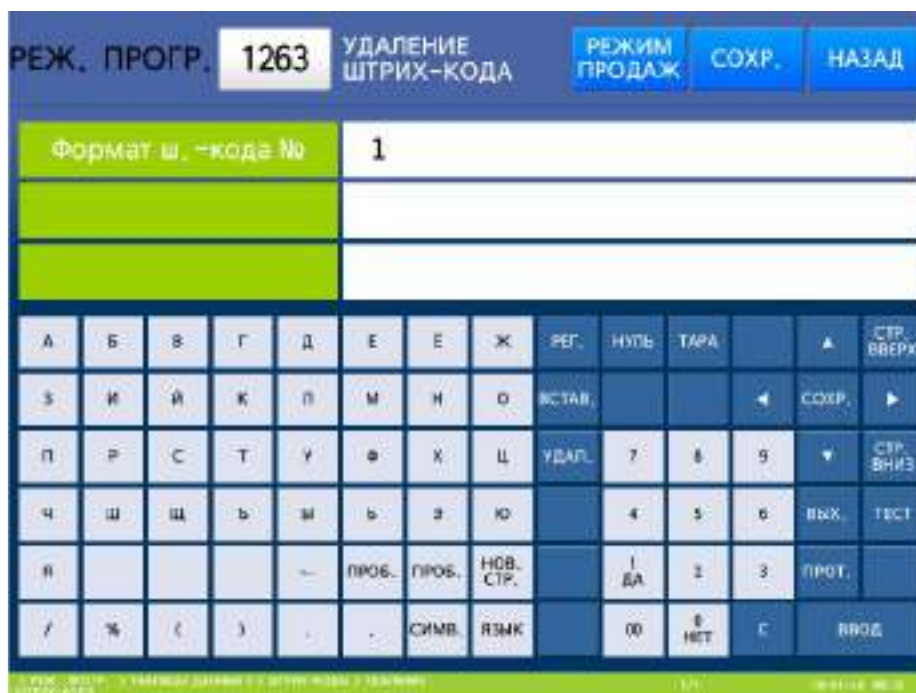 РЕЖ. ПРОГР. 1263 УДАЛЕНИЕ ШТРИХ-КОДА РЕЖИМ ПРОДАЖ СОХР. НАЗАД
Формат ш.-кода № 1
А Б В Г Д Е Ё Ж РЕГ. НУЛЬ ТАРА ▲ СТР. ВВЕРХ
З И Й К Л М Н О ВСТАВ. ◀ СОХР. ▶
П Р С Т У Ф Х Ц УДАЛ. 7 8 9 ▼ СТР. ВНИЗ
Ч Ш Щ Ъ Ы Ь Э Ю 4 5 6 ВЫХ. ТЕСТ
Я ПРОБ. ПРОБ. НОВ. СТР. 1 ДА 2 3 ПРОТ.
/ % ( ) , . СИМВ. ЯЗЫК 00 0 НЕТ С ВВОД